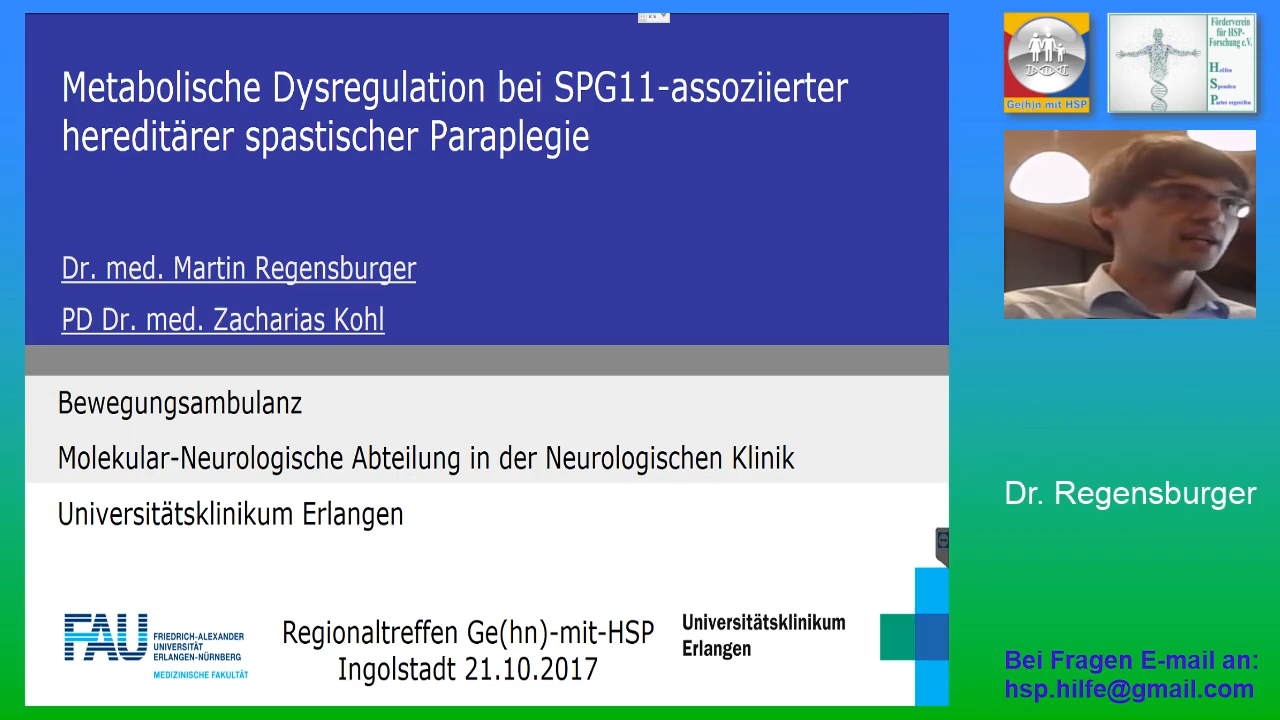 Metabolische Dysregulation bei SPG11-assoziierter
hereditärer spastischer Paraplegie
Dr. med. Martin Regensburger
PD Dr. med. Zacharias Kohl
Bewegungsambulanz
Molekular-Neurologische Abteilung in der Neurologischen Klinik
Universitätsklinikum Erlangen
FAU
FRIEDRICH-ALEXANDER
UNIVERSITÄT
ERLANGEN-NÜRNBERG
MEDIZINISCHE FAKULTÄT
Regionaltreffen Ge(hn)-mit-HSP
Ingolstadt 21.10.2017
Universitätsklinikum
Erlangen
Ge(h)n mit HSP
Förderverein
für HSP-
Forschung e.V.
Helfen
Spenden
Dr. Regensburger
Bei Fragen E-mail an:
hsp.hilfe@gmail.com